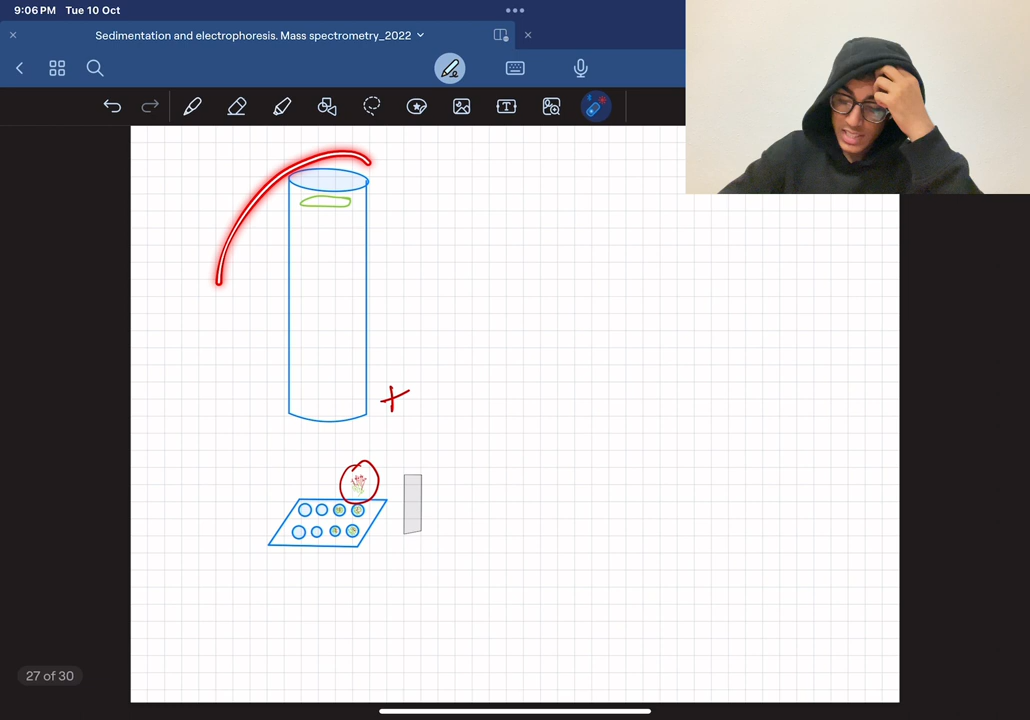 9:06 PM Tue 10 Oct
Sedimentation and electrophoresis. Mass spectrometry_2022
T
+
27 of 30